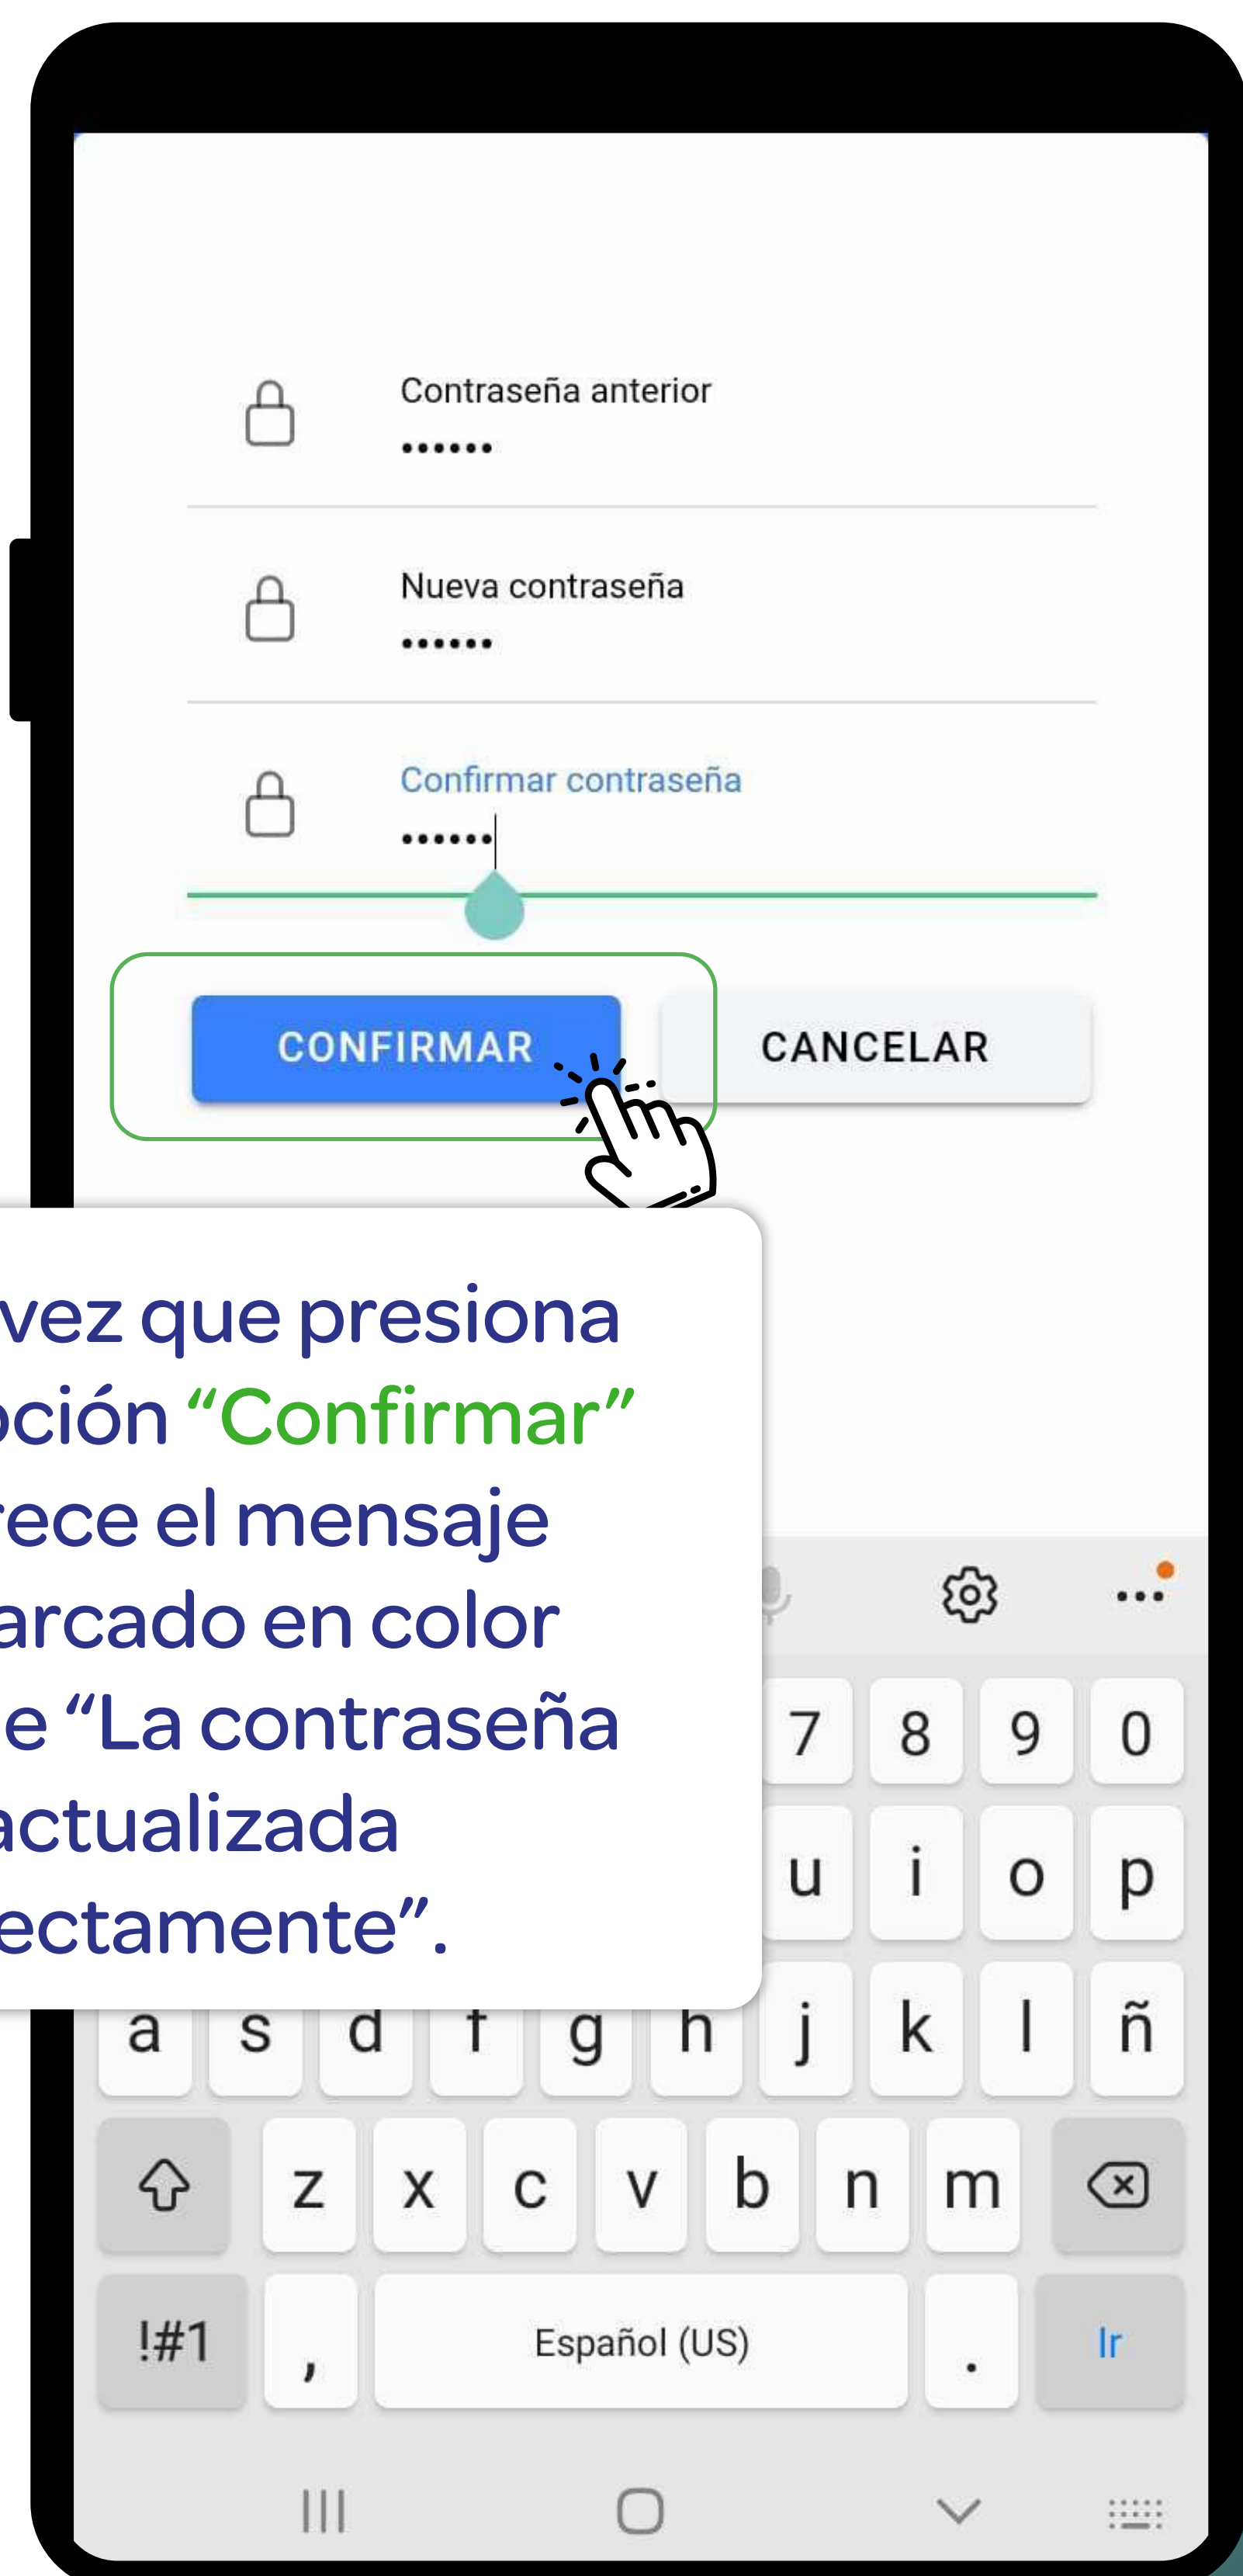 Contraseña anterior
••••••
Nueva contraseña
••••••
Confirmar contraseña
••••••
CONFIRMAR CANCELAR
vez que presiona
pción “Confirmar”
rece el mensaje
arcado en color
e “La contraseña
actualizada
ectamente”.
7 8 9 0
u i o p
a s d f g h j k l ñ
z x c v b n m
!#1 , Español (US) . Ir